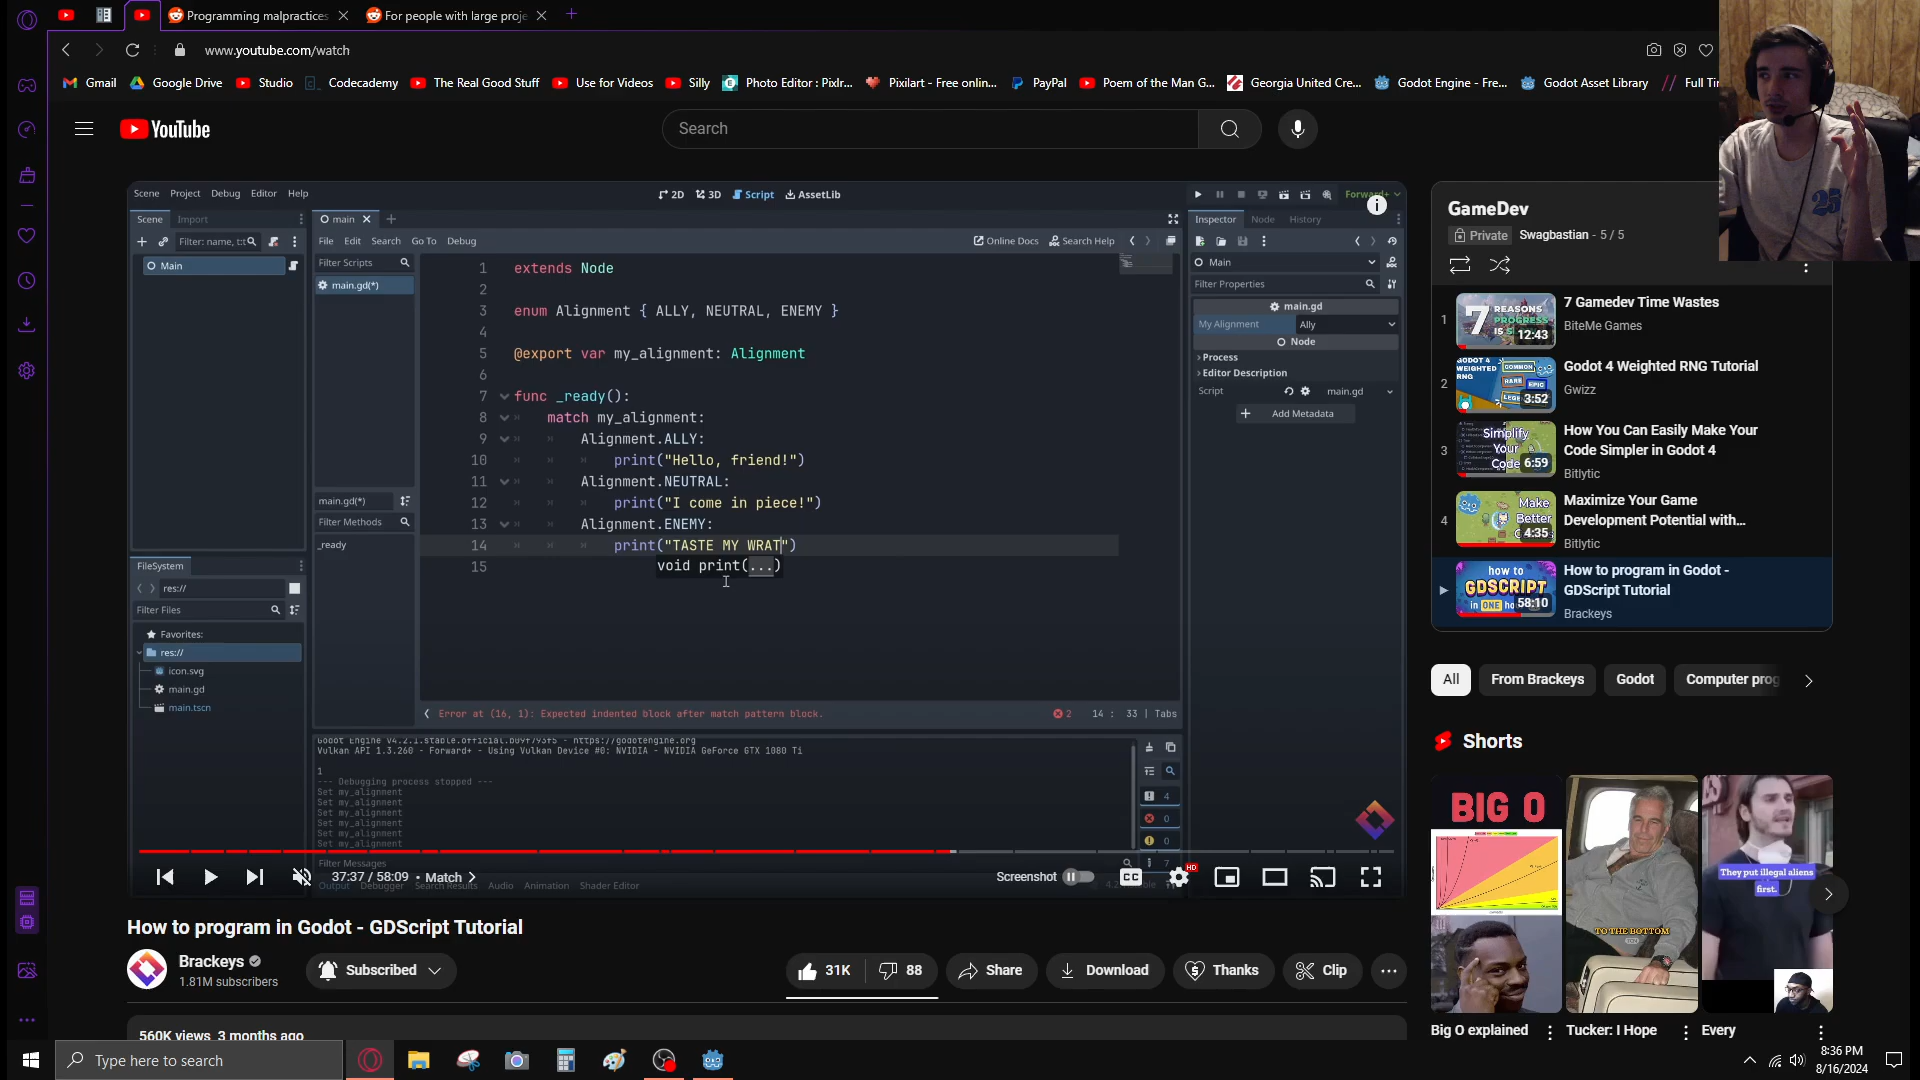 Programming malpractices
For people with large proje
www.youtube.com/watch
Gmail
Google Drive
Studio
Codecademy
The Real Good Stuff
Use for Videos
Silly
Photo Editor : Pixlr...
Pixilart - Free onlin...
PayPal
Poem of the Man G...
Georgia United Cre...
Godot Engine - Fre...
Godot Asset Library
Full Ti
YouTube
Search
Scene Project Debug Editor Help
2D 3D Script AssetLib
Forward+
Scene Import
Filter: name, t:t
Main
main
File Edit Search Go To Debug
Online Docs Search Help
Filter Scripts
main.gd(*)
main.gd(*)
Filter Methods
_ready
1 extends Node
2
3 enum Alignment { ALLY, NEUTRAL, ENEMY }
4
5 @export var my_alignment: Alignment
6
7 func _ready():
8 match my_alignment:
9 Alignment.ALLY:
10 print("Hello, friend!")
11 Alignment.NEUTRAL:
12 print("I come in piece!")
13 Alignment.ENEMY:
14 print("TASTE MY WRAT")
void print(...)
15
Error at (16, 1): Expected indented block after match pattern block.
2 14 : 33 | Tabs
Inspector Node History
Main
Filter Properties
main.gd
My Alignment Ally
Node
Process
Editor Description
Script main.gd
Add Metadata
FileSystem
res://
Filter Files
Favorites:
res://
icon.svg
main.gd
main.tscn
Godot Engine v4.2.1.stable.official.b09f793f5 - https://godotengine.org
Vulkan API 1.3.260 - Forward+ - Using Vulkan Device #0: NVIDIA - NVIDIA GeForce GTX 1080 Ti
1
--- Debugging process stopped ---
Set my_alignment
Set my_alignment
Set my_alignment
Set my_alignment
Set my_alignment
Set my_alignment
4
0
0
7
Filter Messages
Output Debugger Search Results Audio Animation Shader Editor
37:37 / 58:09 • Match
Screenshot
CC
HD
How to program in Godot - GDScript Tutorial
Brackeys
1.81M subscribers
Subscribed
31K
88
Share
Download
Thanks
Clip
560K views 3 months ago
GameDev
Private Swagbastian - 5 / 5
1
7 REASONS PROGRESS IS S
12:43
7 Gamedev Time Wastes
BiteMe Games
2
GODOT 4 WEIGHTED RNG
COMMON
RARE
EPIC
LEGE
3:52
Godot 4 Weighted RNG Tutorial
Gwizz
3
Simplify Your Code
6:59
How You Can Easily Make Your
Code Simpler in Godot 4
Bitlytic
4
Make Better
4:35
Maximize Your Game
Development Potential with...
Bitlytic
how to
GDSCRIPT
in ONE ho
58:10
How to program in Godot -
GDScript Tutorial
Brackeys
All
From Brackeys
Godot
Computer prog
Shorts
BIG O
TO THE BOTTOM
They put illegal aliens
first.
Big O explained
Tucker: I Hope
Every
25
Type here to search
8:36 PM
8/16/2024